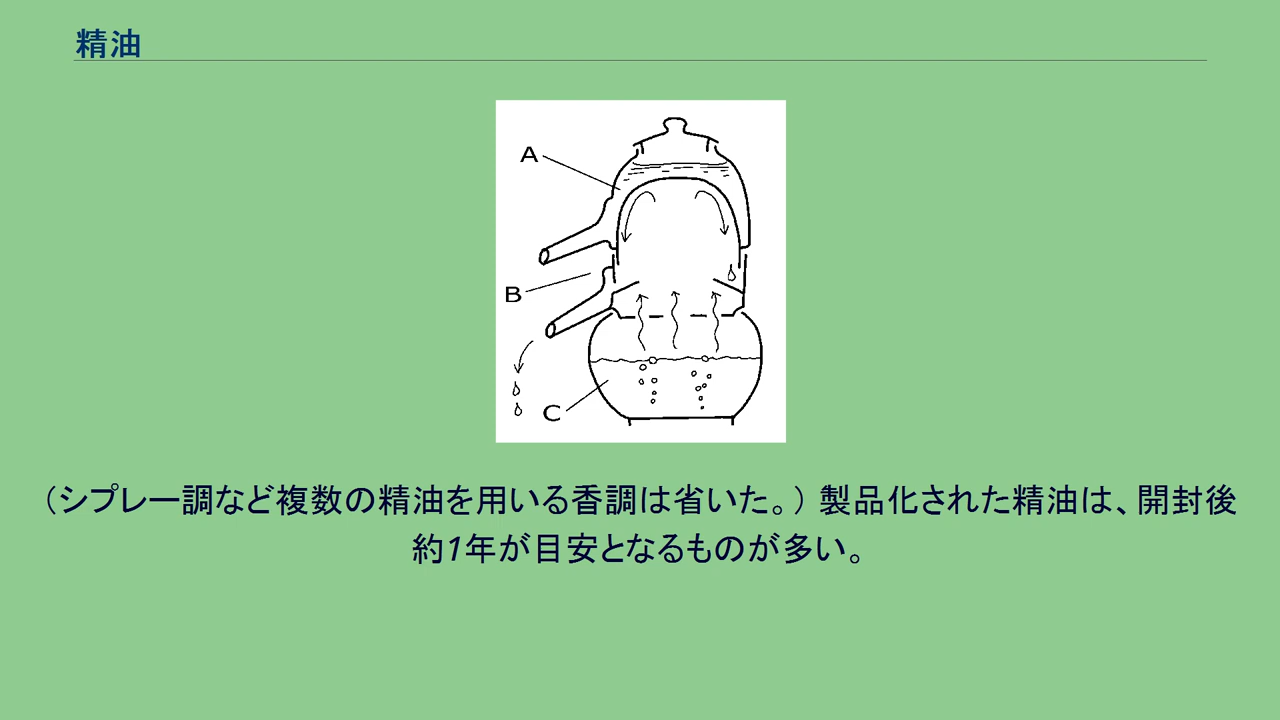 精油
A
B
C
（シプレー調など複数の精油を用いる香調は省いた。） 製品化された精油は、開封後
約1年が目安となるものが多い。